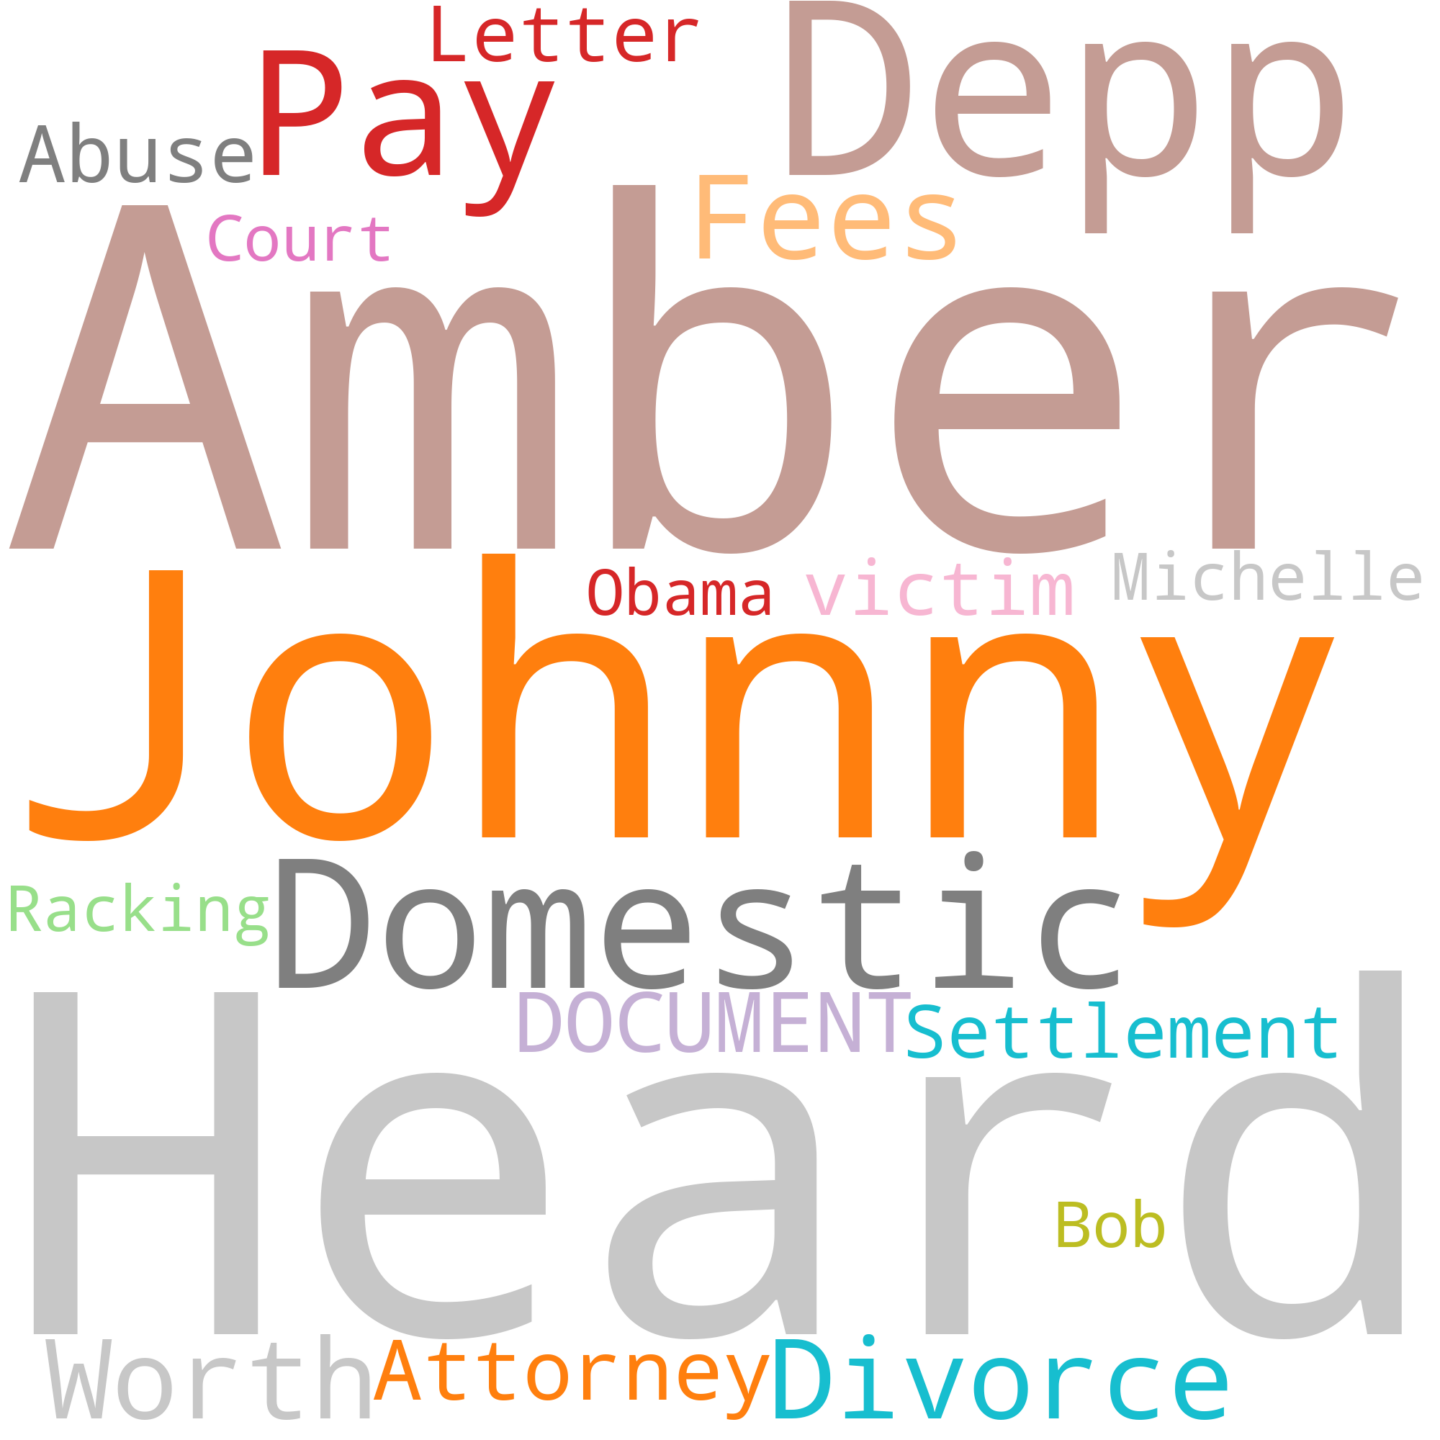 Letter
Depp
Pay
Abuse
Fees
Court
Amber
Obama
victim
Michelle
Johnny
Domestic
Racking
DOCUMENT
Settlement
Heard
Bob
Worth
Attorney
Divorce